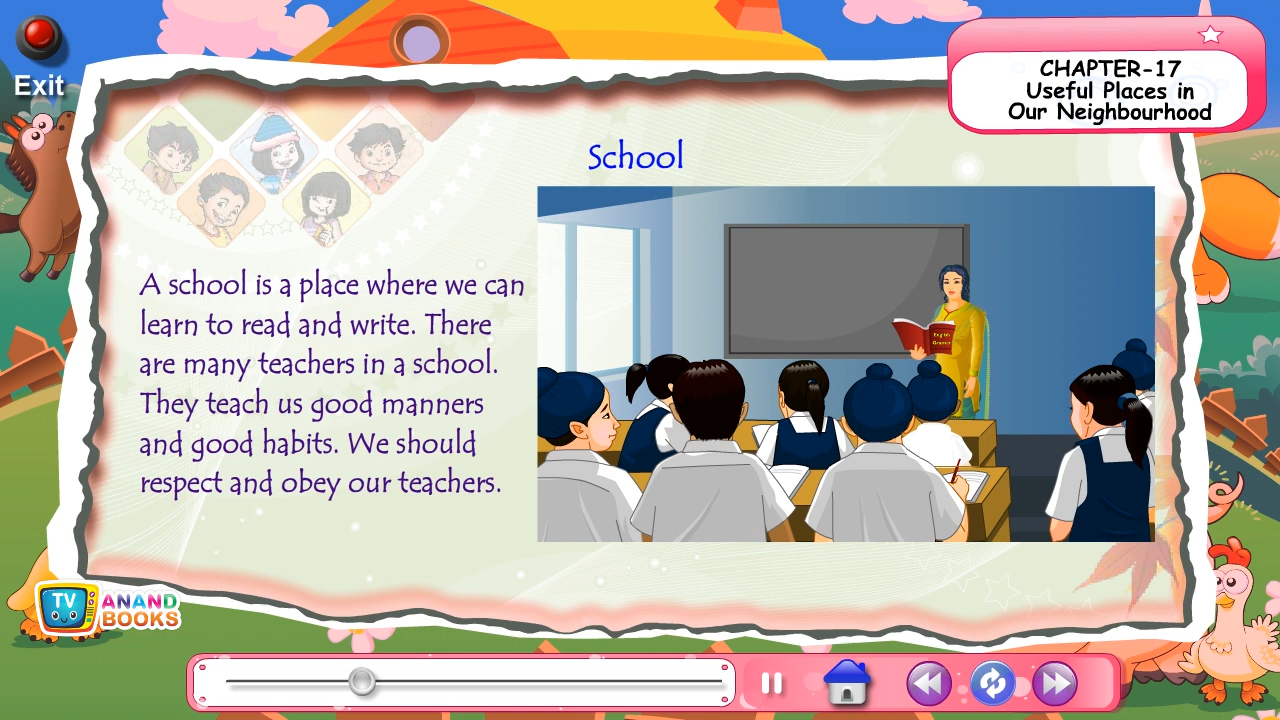 Exit
CHAPTER-17
Useful Places in
Our Neighbourhood
School
A school is a place where we can
learn to read and write. There
are many teachers in a school.
They teach us good manners
and good habits. We should
respect and obey our teachers.
English
Gramer
TV
ANAND
BOOKS